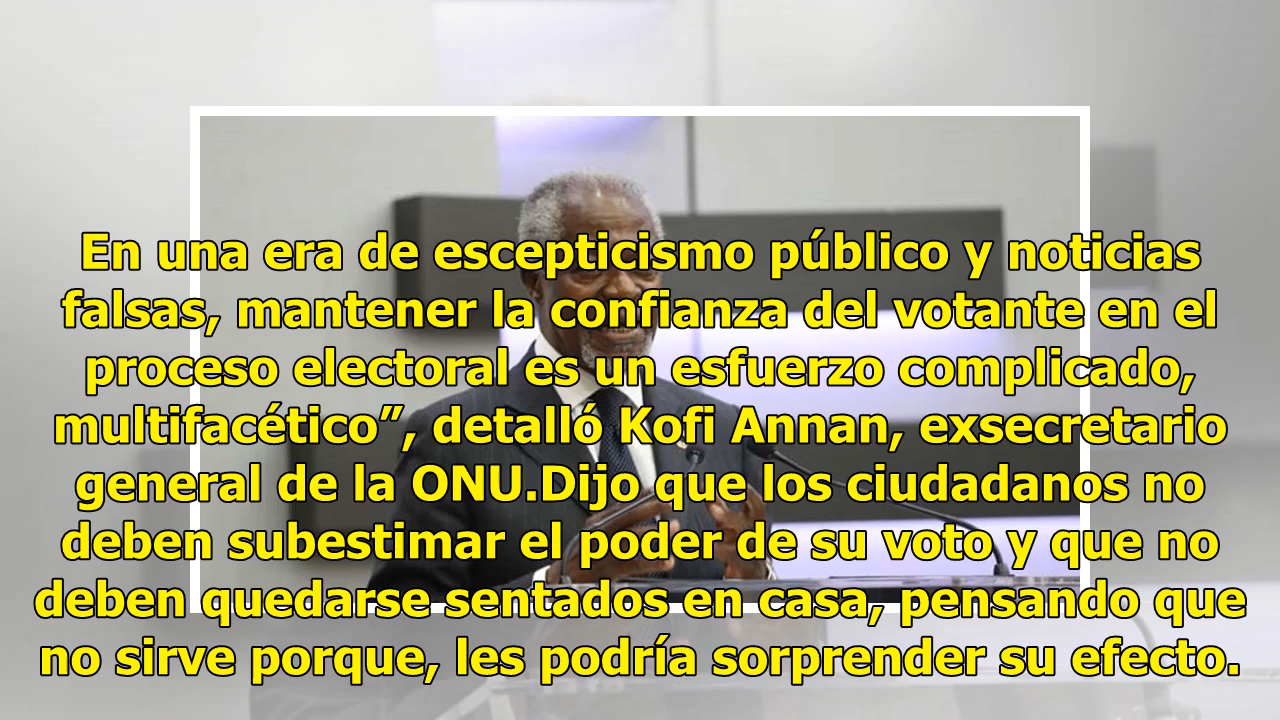 En una era de escepticismo público y noticias
falsas, mantener la confianza del votante en el
proceso electoral es un esfuerzo complicado,
multifacético”, detalló Kofi Annan, exsecretario
general de la ONU.Dijo que los ciudadanos no
deben subestimar el poder de su voto y que no
deben quedarse sentados en casa, pensando que
no sirve porque, les podría sorprender su efecto.